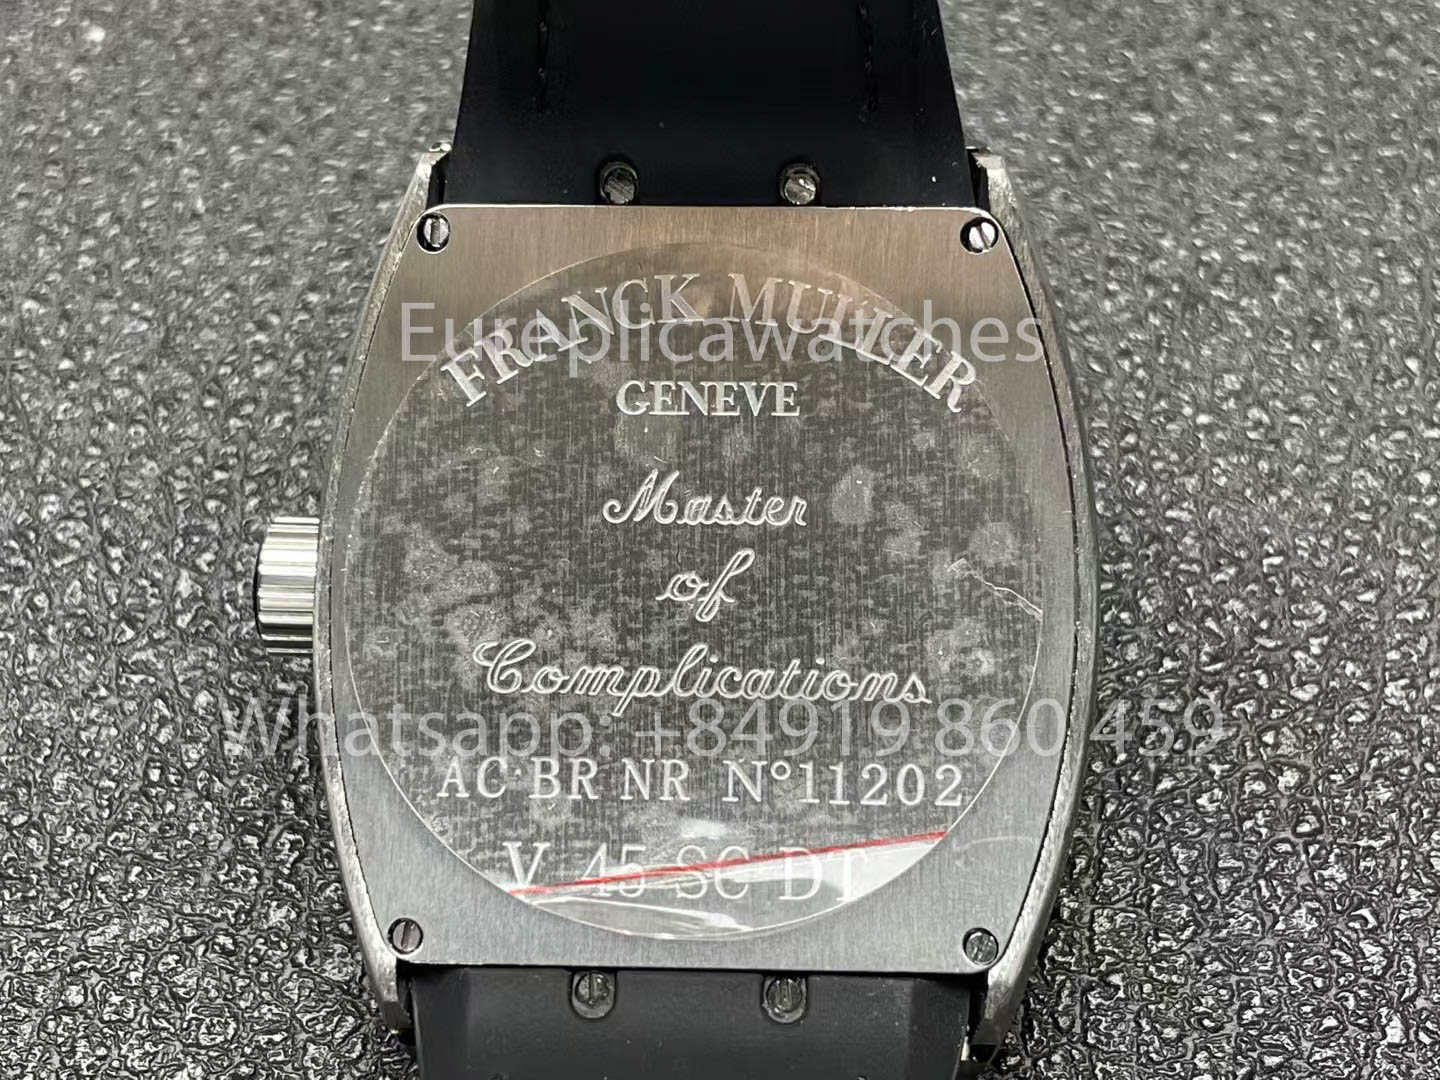 FRANCK MULLER
Eureplicawatches
GENEVE
Master
of
Complications
Whatsapp: +84919 860 459
AC·BR NR N°11202
V 45 SC DT